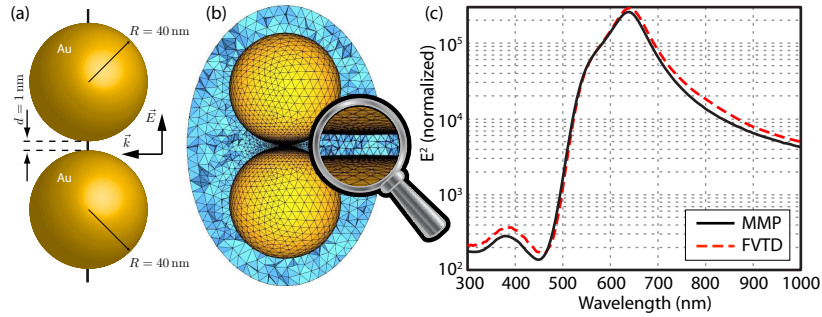 (a)
Au
R = 40 nm
d = 1 nm
E⃗
k⃗
Au
R = 40 nm
(b)
(c)
E² (normalized)
10⁵
10⁴
10³
10²
300 400 500 600 700 800 900 1000
Wavelength (nm)
MMP
FVTD